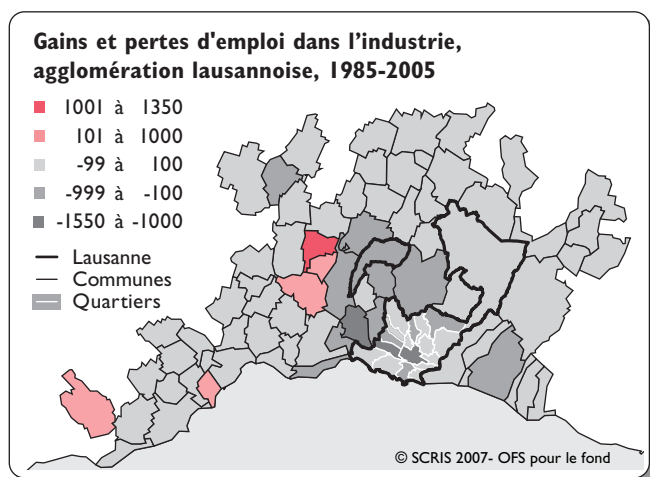 Gains et pertes d'emploi dans l'industrie,
agglomération lausannoise, 1985-2005
1001 à 1350
101 à 1000
-99 à 100
-999 à -100
-1550 à -1000
Lausanne
Communes
Quartiers
© SCRIS 2007- OFS pour le fond